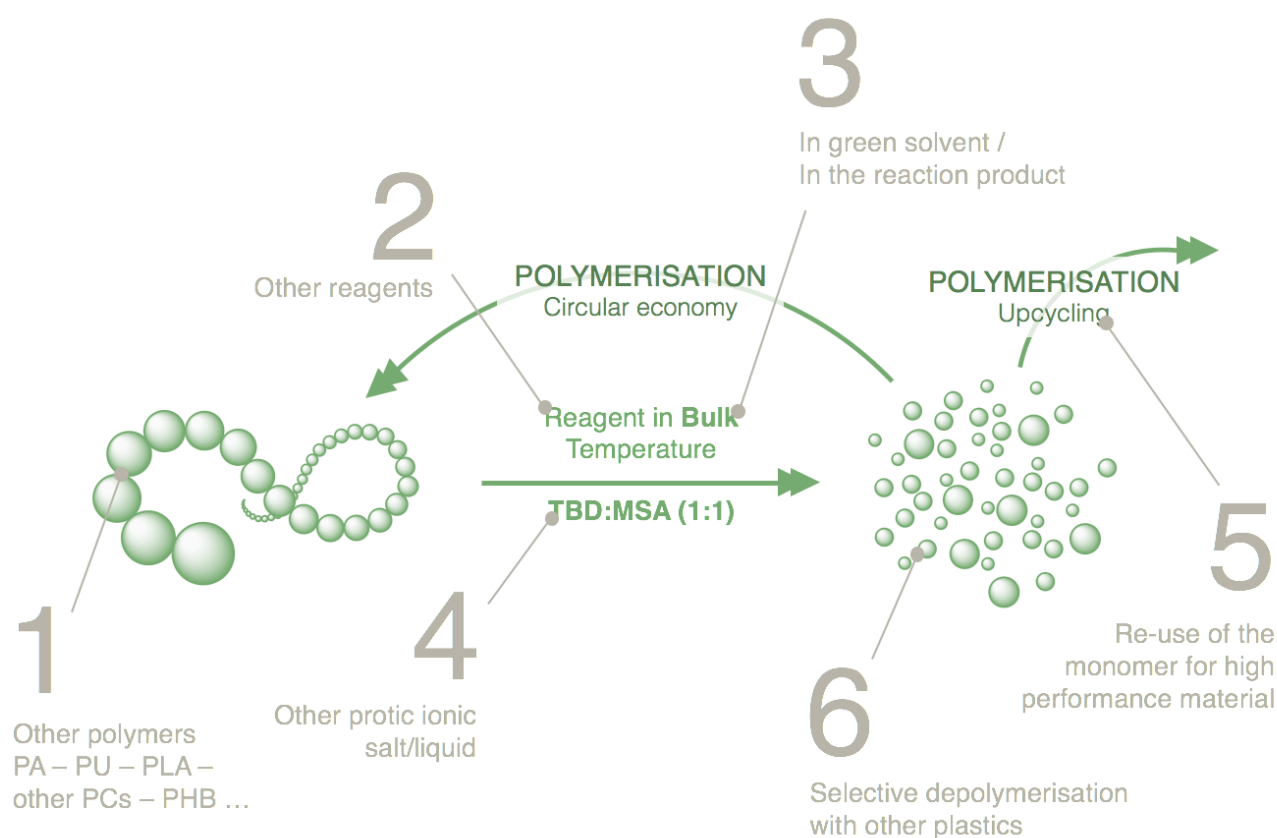 3
In green solvent /
In the reaction product
2
Other reagents
POLYMERISATION
Circular economy
POLYMERISATION
Upcycling
Reagent in Bulk
Temperature
TBD:MSA (1:1)
1
Other polymers
PA – PU – PLA –
other PCs – PHB ...
4
Other protic ionic
salt/liquid
5
Re-use of the
monomer for high
performance material
6
Selective depolymerisation
with other plastics